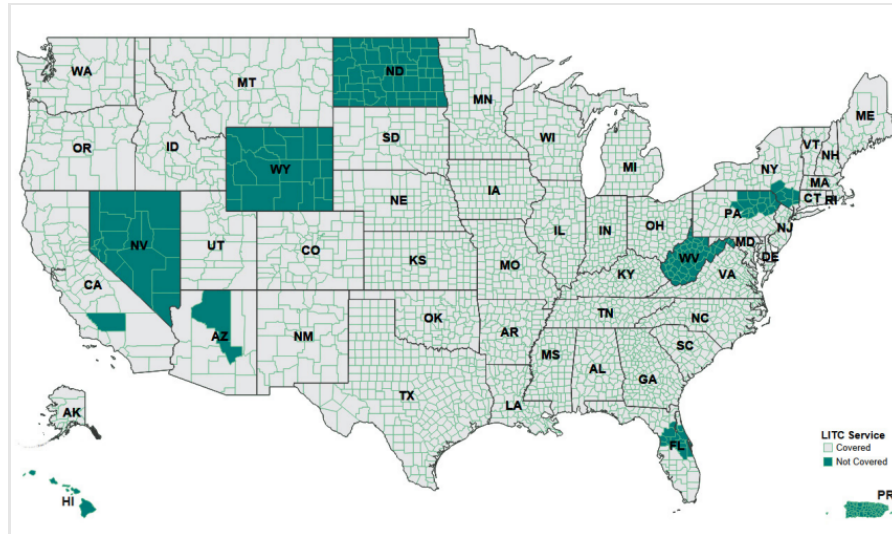 WA
MT
ND
MN
ME
OR
ID
SD
WI
VT
NH
NY
MI
MA
WY
CT
RI
IA
PA
NE
NJ
NV
UT
CO
IL
IN
OH
MD
DE
WV
VA
CA
KS
MO
KY
NC
TN
AZ
NM
OK
AR
SC
MS
AL
GA
TX
LA
AK
FL
LITC Service
Covered
Not Covered
HI
PR